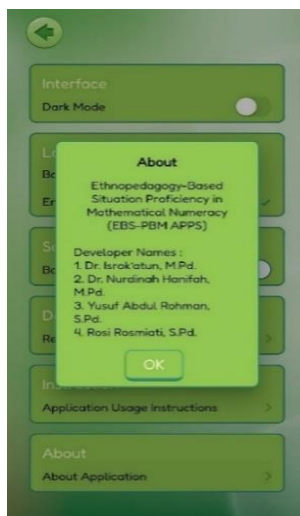 Interface
Dark Mode
About
Ethnopedagogy-Based
Situation Proficiency in
Mathematical Numeracy
(EBS-PBM APPS)
Developer Names :
1. Dr. Isrok'atun, M.Pd.
2. Dr. Nurdinah Hanifah,
M.Pd.
3. Yusuf Abdul Rohman,
S.Pd.
4. Rosi Rosmiati, S.Pd.
OK
Application Usage Instructions
About
About Application